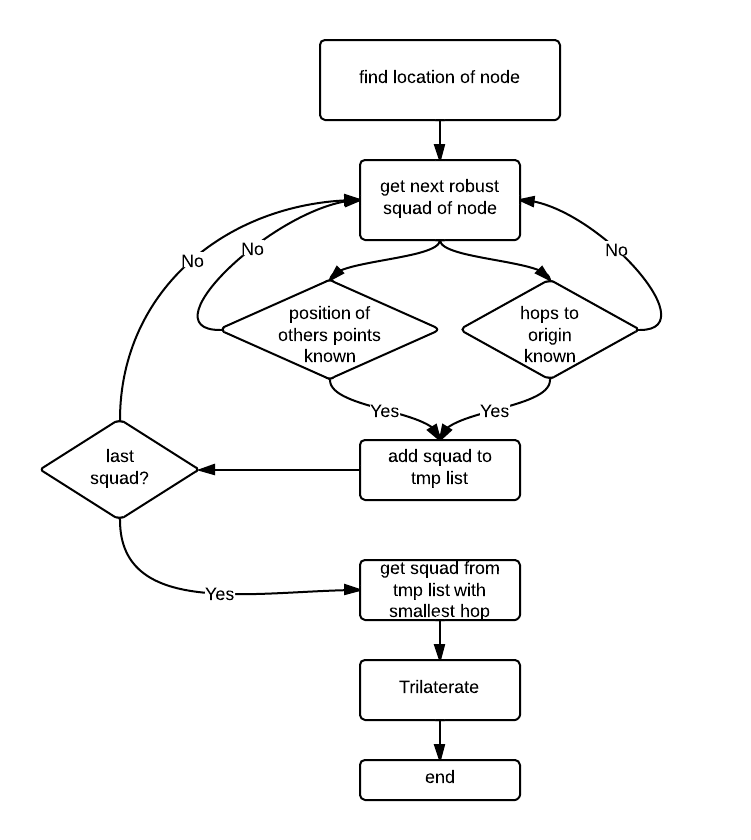 find location of node
get next robust
squad of node
No
No
No
position of
others points
known
hops to
origin
known
Yes
Yes
last
squad?
add squad to
tmp list
Yes
get squad from
tmp list with
smallest hop
Trilaterate
end